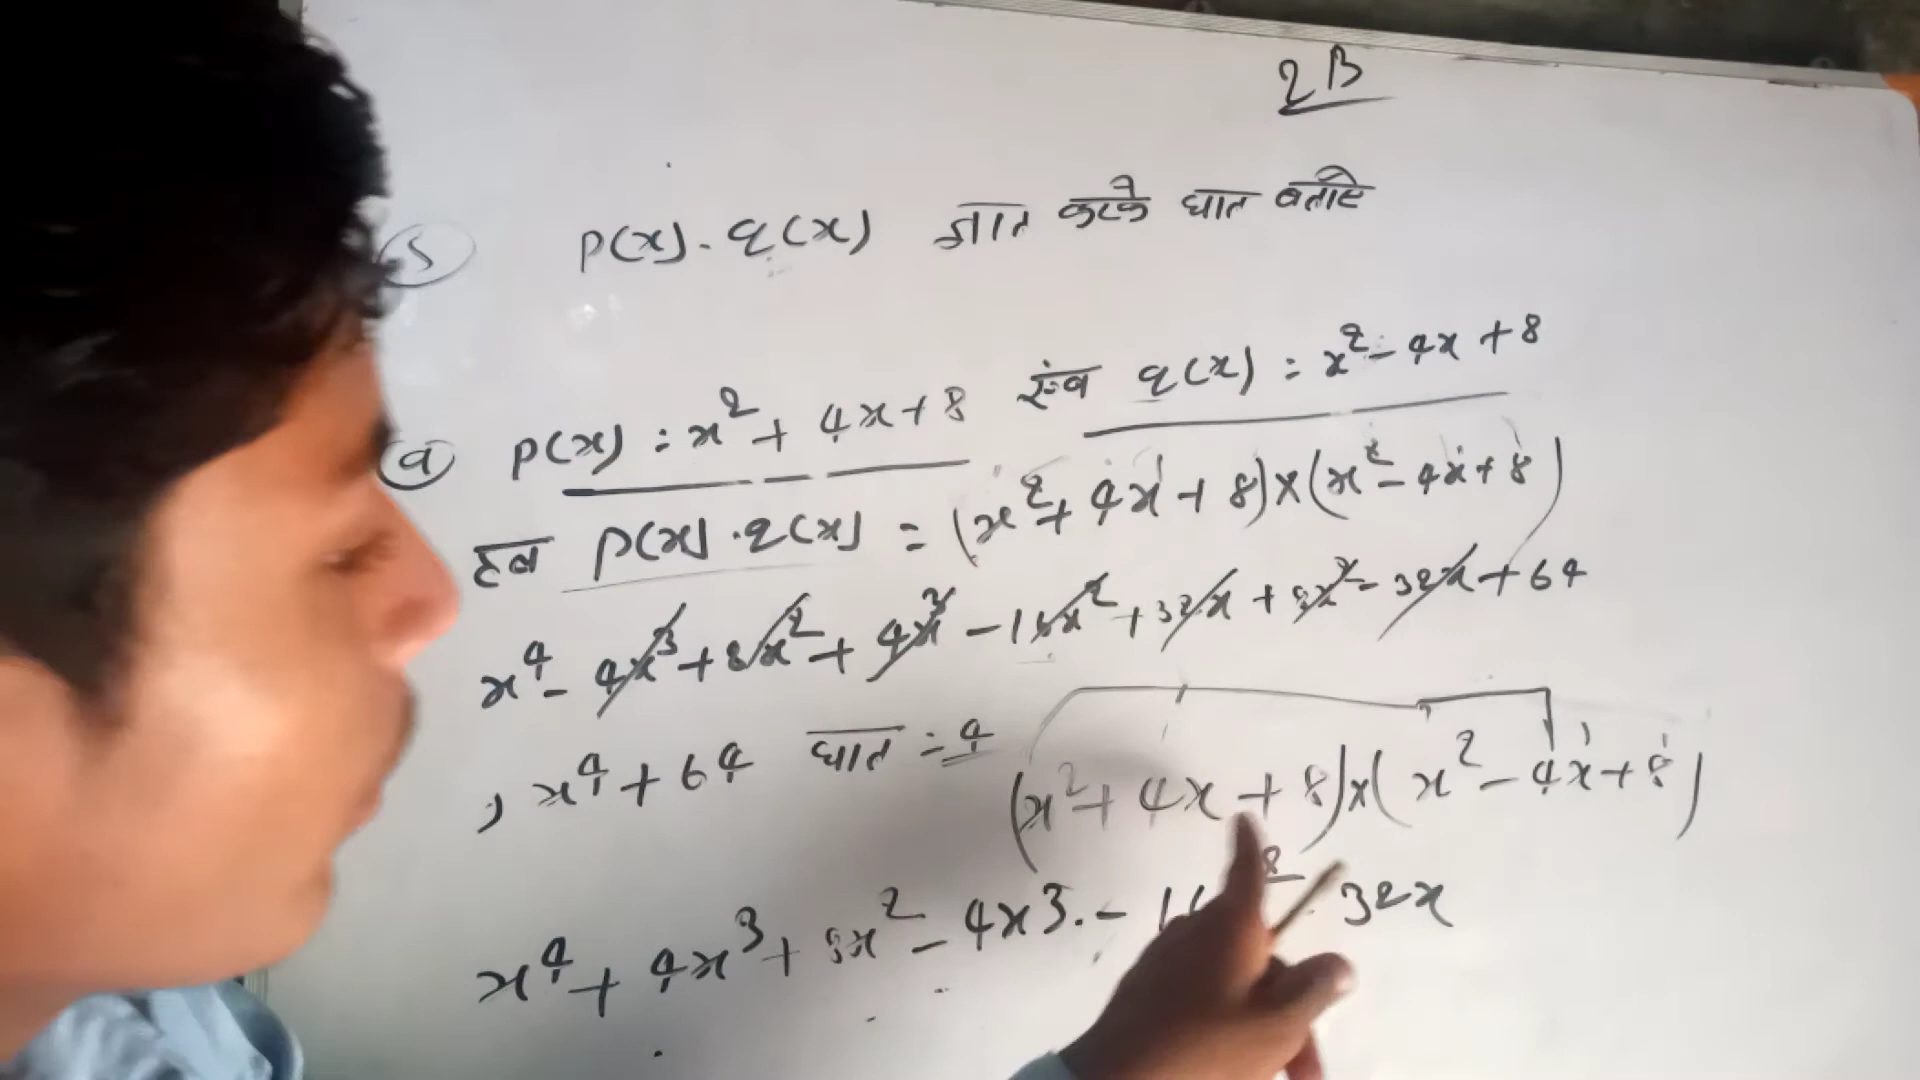 2B
5 P(x).q(x) ज्ञात करके घात बताएँ
a P(x) = x² + 4x + 8 एंव q(x) = x² - 4x + 8
हल P(x).q(x) = (x² + 4x + 8)×(x² - 4x + 8)
x⁴ - 4x³ + 8x² + 4x³ - 16x² + 32x + 8x² - 32x + 64
, x⁴ + 64 घात = 4
(x² + 4x + 8)×(x² - 4x + 8)
x⁴ + 4x³ + 8x² - 4x3. - 32x